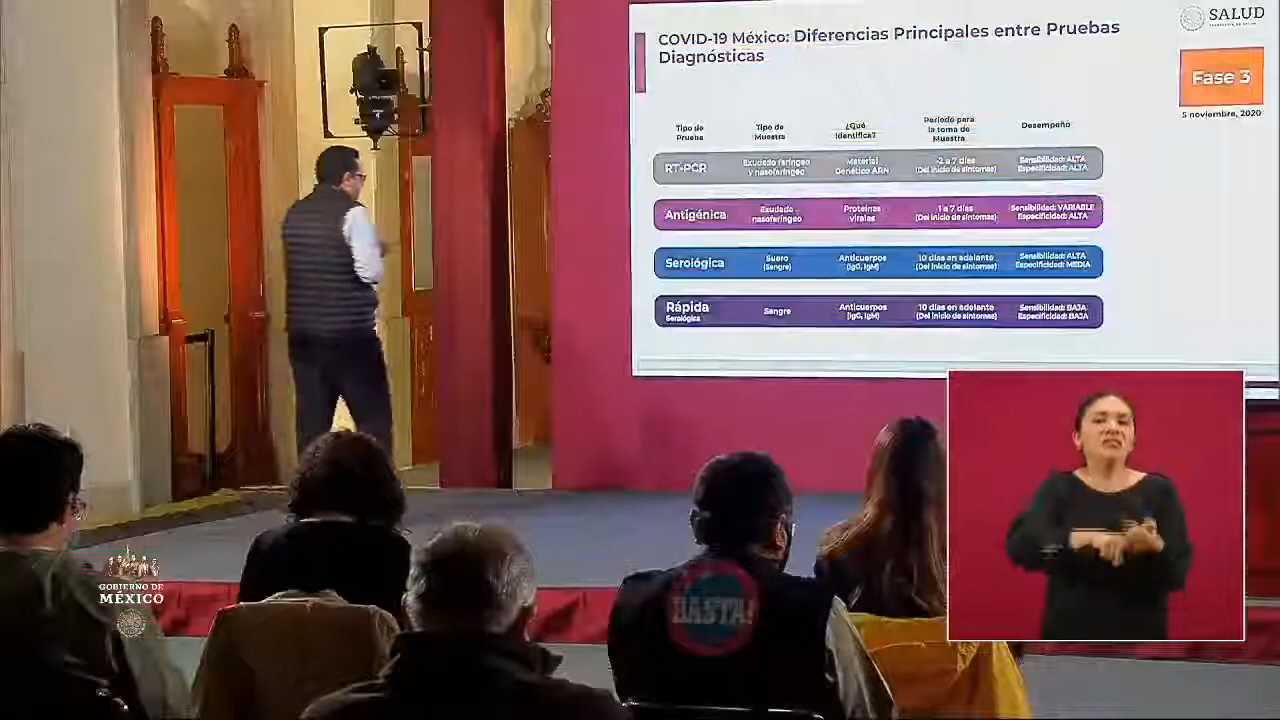 COVID-19 México: Diferencias Principales entre Pruebas
Diagnósticas
SALUD
Fase 3
5 noviembre, 2020
Tipo de
Prueba
Tipo de
Muestra
¿Qué
identifica?
Periodo para
la toma de
Muestra
Desempeño
RT-PCR
Exudado faríngeo
y nasofaríngeo
Material
Genético ARN
-2 a 7 días
(Del inicio de síntomas)
Sensibilidad: ALTA
Especificidad: ALTA
Antigénica
Exudado
nasofaríngeo
Proteínas
virales
1 a 7 días
(Del inicio de síntomas)
Sensibilidad: VARIABLE
Especificidad: ALTA
Serológica
Suero
(Sangre)
Anticuerpos
(IgG, IgM)
10 días en adelante
(Del inicio de síntomas)
Sensibilidad: ALTA
Especificidad: MEDIA
Rápida
Serológica
Sangre
Anticuerpos
(IgG, IgM)
10 días en adelante
(Del inicio de síntomas)
Sensibilidad: BAJA
Especificidad: BAJA
GOBIERNO DE
MÉXICO
¡BASTA!